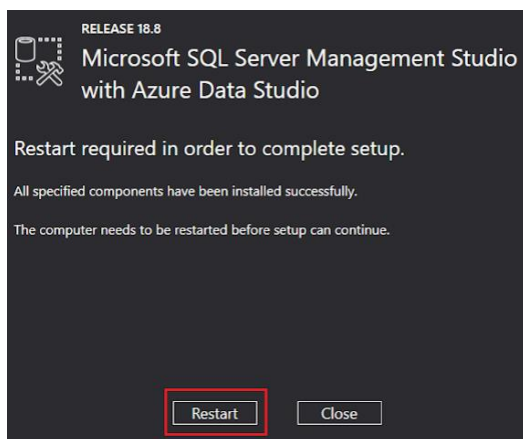 RELEASE 18.8
Microsoft SQL Server Management Studio
with Azure Data Studio
Restart required in order to complete setup.
All specified components have been installed successfully.
The computer needs to be restarted before setup can continue.
Restart
Close